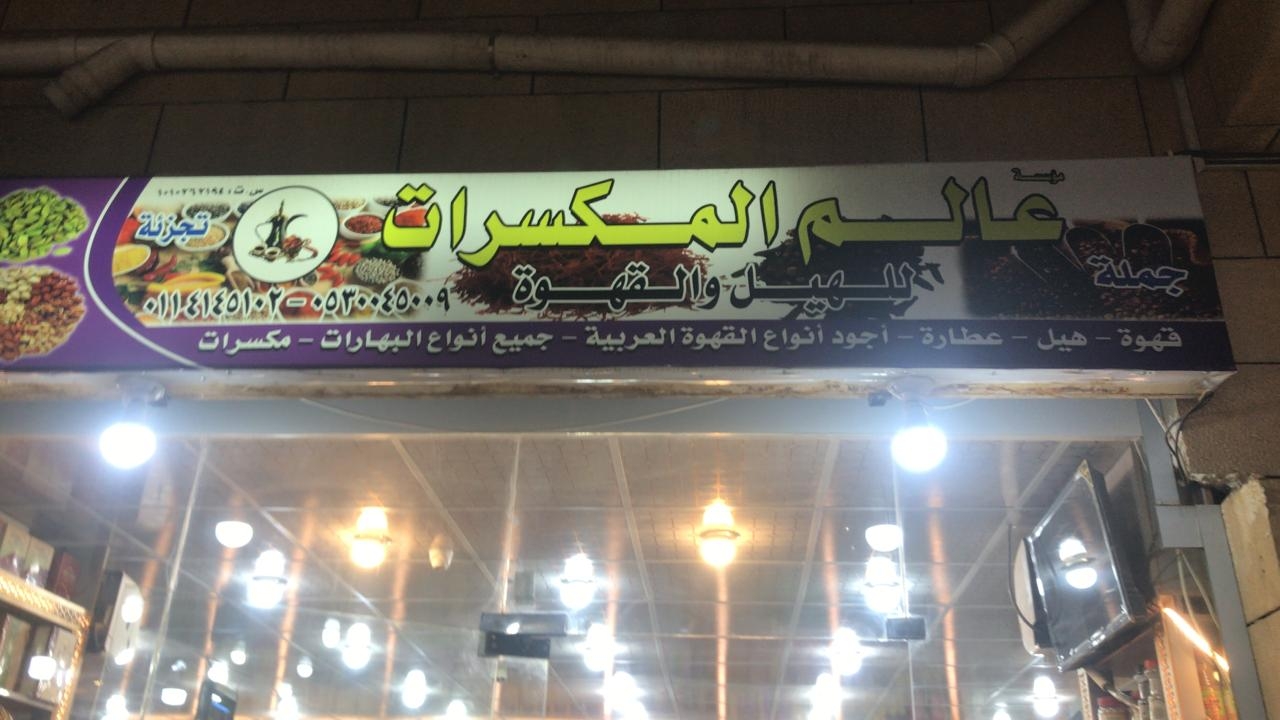 مؤسسة
عالم المكسرات
للهيل والقهوة
جملة
تجزئة
س.ت: ١٠١٠٢٦٢١٩٤
٠١١٤١٤٥١٠٢ - ٠٥٣٠٠٤٥٠٠٩
قهوة - هيل - عطارة - أجود أنواع القهوة العربية - جميع أنواع البهارات - مكسرات